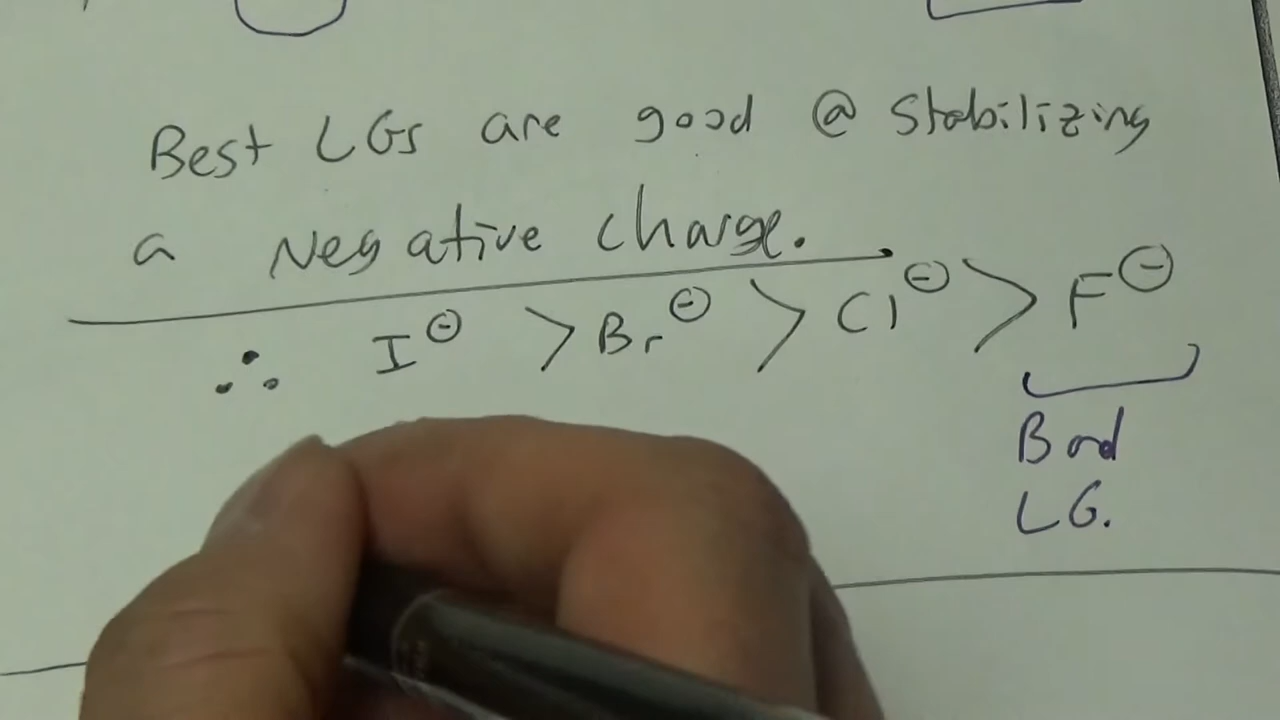 Best LGs are good @ stabilizing
a Negative charge.
∴ I⊖ > Br⊖ > Cl⊖ > F⊖
Bad
LG.